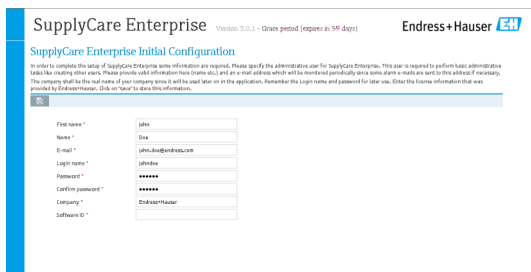 SupplyCare Enterprise Version 3.0.1 - Grace period (expires in 59 days)
Endress+Hauser EH
SupplyCare Enterprise Initial Configuration
In order to complete the setup of SupplyCare Enterprise some information are required. Please specify the administrative user for SupplyCare Enterprise. This user is required to perform basic administrative
tasks like creating other users. Please provide valid information here (name etc.) and an e-mail address which will be monitored periodically since some alarm e-mails are sent to this address if necessary.
The company shall be the real name of your company since it will be used later on in the application. Remember the Login name and password for later use. Enter the license information that was
provided by Endress+Hauser. Click on "save" to store this information.
First name * John
Name * Doe
E-mail * john.doe@endress.com
Login name * johndoe
Password * ••••••
Confirm password * ••••••
Company * Endress+Hauser
Software ID *